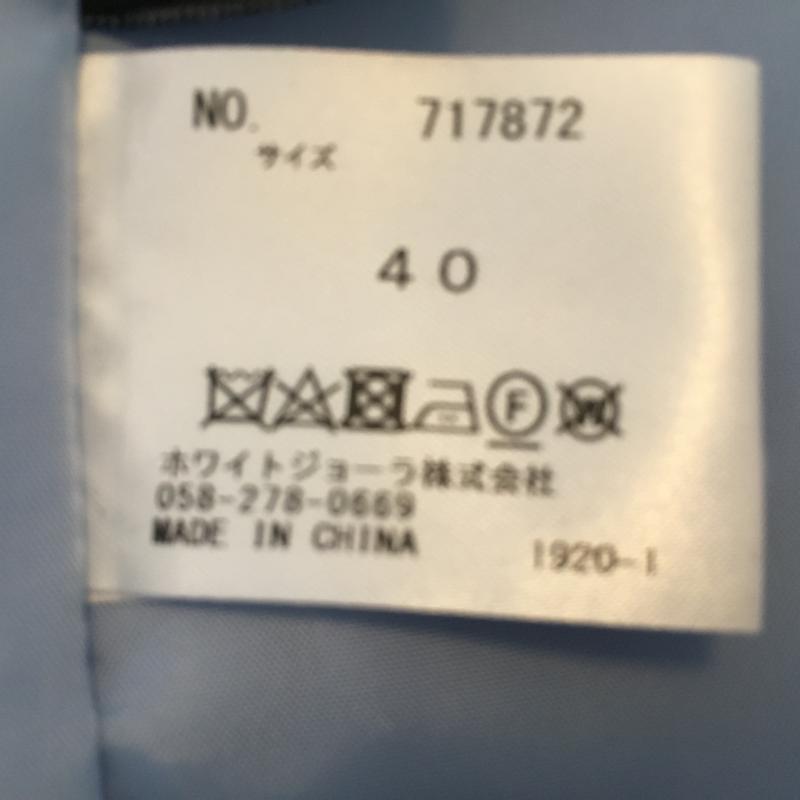 NO. 717872
サイズ
40
F W
ホワイトジョーラ株式会社
058-278-0669
MADE IN CHINA 1920-1